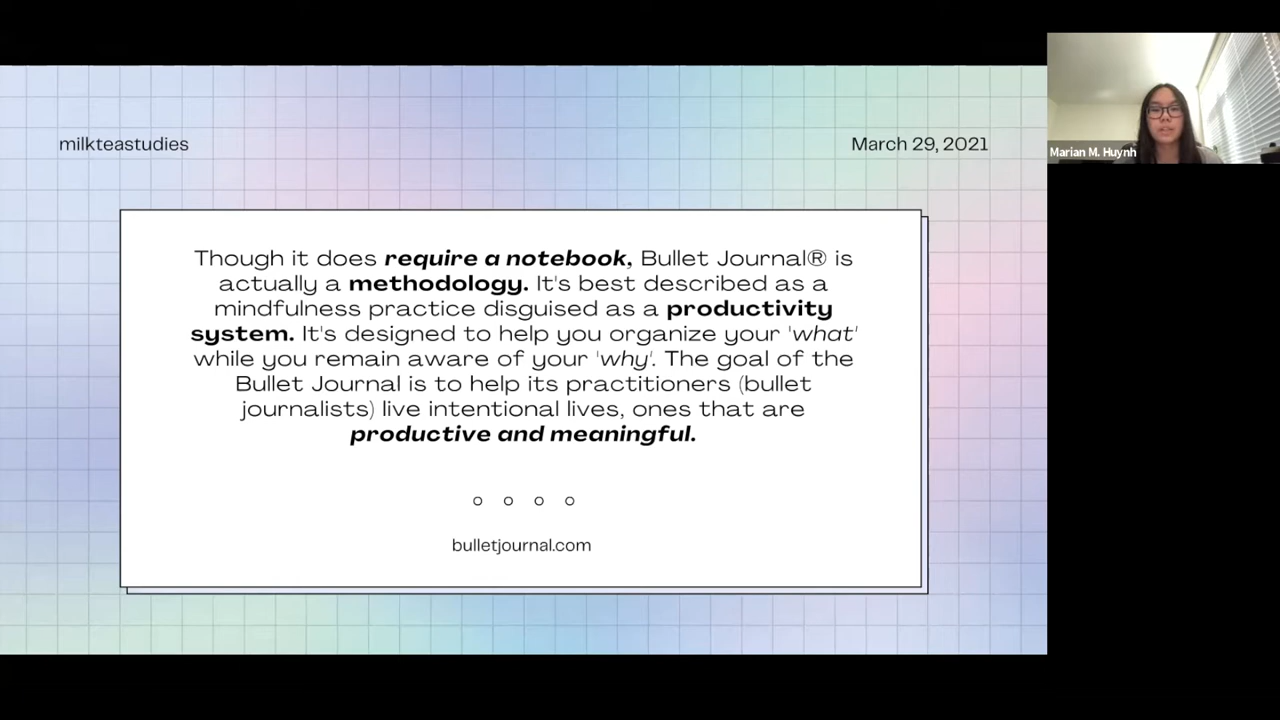 milkteastudies
March 29, 2021
Marian M. Huynh
Though it does require a notebook, Bullet Journal® is
actually a methodology. It's best described as a
mindfulness practice disguised as a productivity
system. It's designed to help you organize your 'what'
while you remain aware of your 'why'. The goal of the
Bullet Journal is to help its practitioners (bullet
journalists) live intentional lives, ones that are
productive and meaningful.
bulletjournal.com